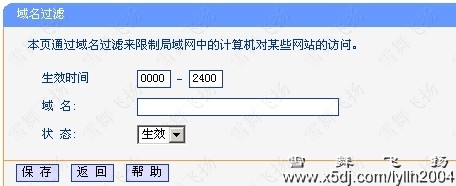 域名过滤
本页通过域名过滤来限制局域网中的计算机对某些网站的访问。
生效时间 0000 - 2400
域 名:
状 态: 生效
保 存 返 回 帮 助
雪 舞 飞 扬
www.x5dj.com/lyllh2004